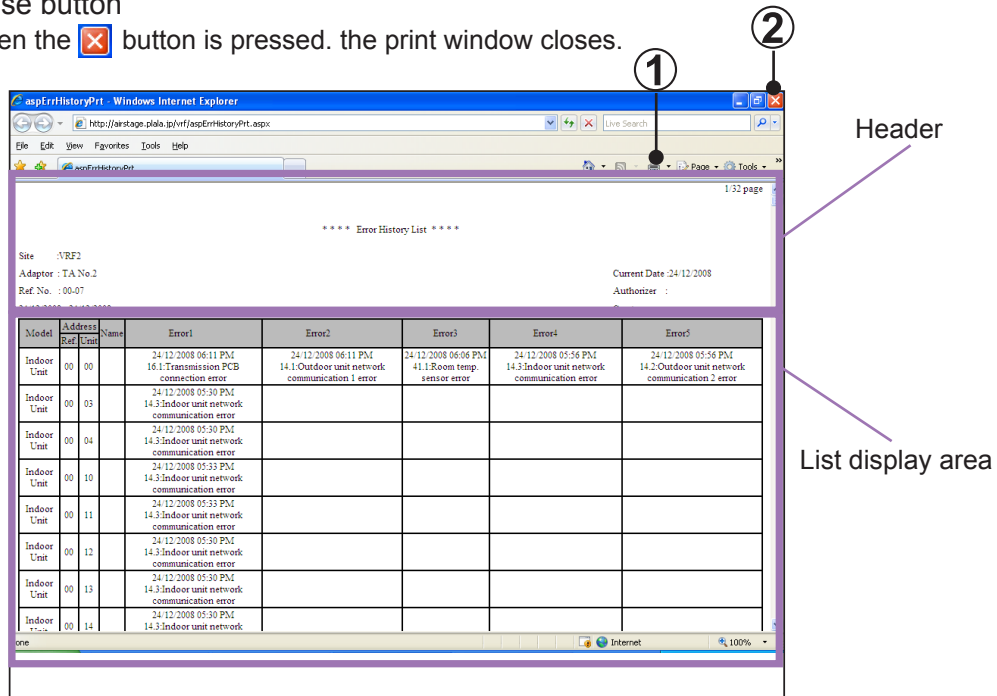 se button
en the button is pressed. the print window closes.
1
2
aspErrHistoryPrt - Windows Internet Explorer
http://airstage.plala.jp/vrf/aspErrHistoryPrt.aspx
Live Search
File Edit View Favorites Tools Help
aspErrHistoryPrt
Page Tools
Header
1/32 page
**** Error History List ****
Site :VRF2
Adaptor : TA No.2
Current Date :24/12/2008
Ref. No. : 00-07
Authorizer :
Model Address Name Error1 Error2 Error3 Error4 Error5
Ref. Unit
Indoor Unit 00 00 24/12/2008 06:11 PM 24/12/2008 06:11 PM 24/12/2008 06:06 PM 24/12/2008 05:56 PM 24/12/2008 05:56 PM
16.1:Transmission PCB 14.1:Outdoor unit network 41.1:Room temp. 14.3:Indoor unit network 14.2:Outdoor unit network
connection error communication 1 error sensor error communication error communication 2 error
Indoor Unit 00 03 24/12/2008 05:30 PM
14.3:Indoor unit network
communication error
Indoor Unit 00 04 24/12/2008 05:30 PM
14.3:Indoor unit network
communication error
Indoor Unit 00 10 24/12/2008 05:33 PM
14.3:Indoor unit network
communication error
Indoor Unit 00 11 24/12/2008 05:33 PM
14.3:Indoor unit network
communication error
Indoor Unit 00 12 24/12/2008 05:30 PM
14.3:Indoor unit network
communication error
Indoor Unit 00 13 24/12/2008 05:30 PM
14.3:Indoor unit network
communication error
Indoor 00 14 24/12/2008 05:30 PM
14.3:Indoor unit network
List display area
one
Internet
100%